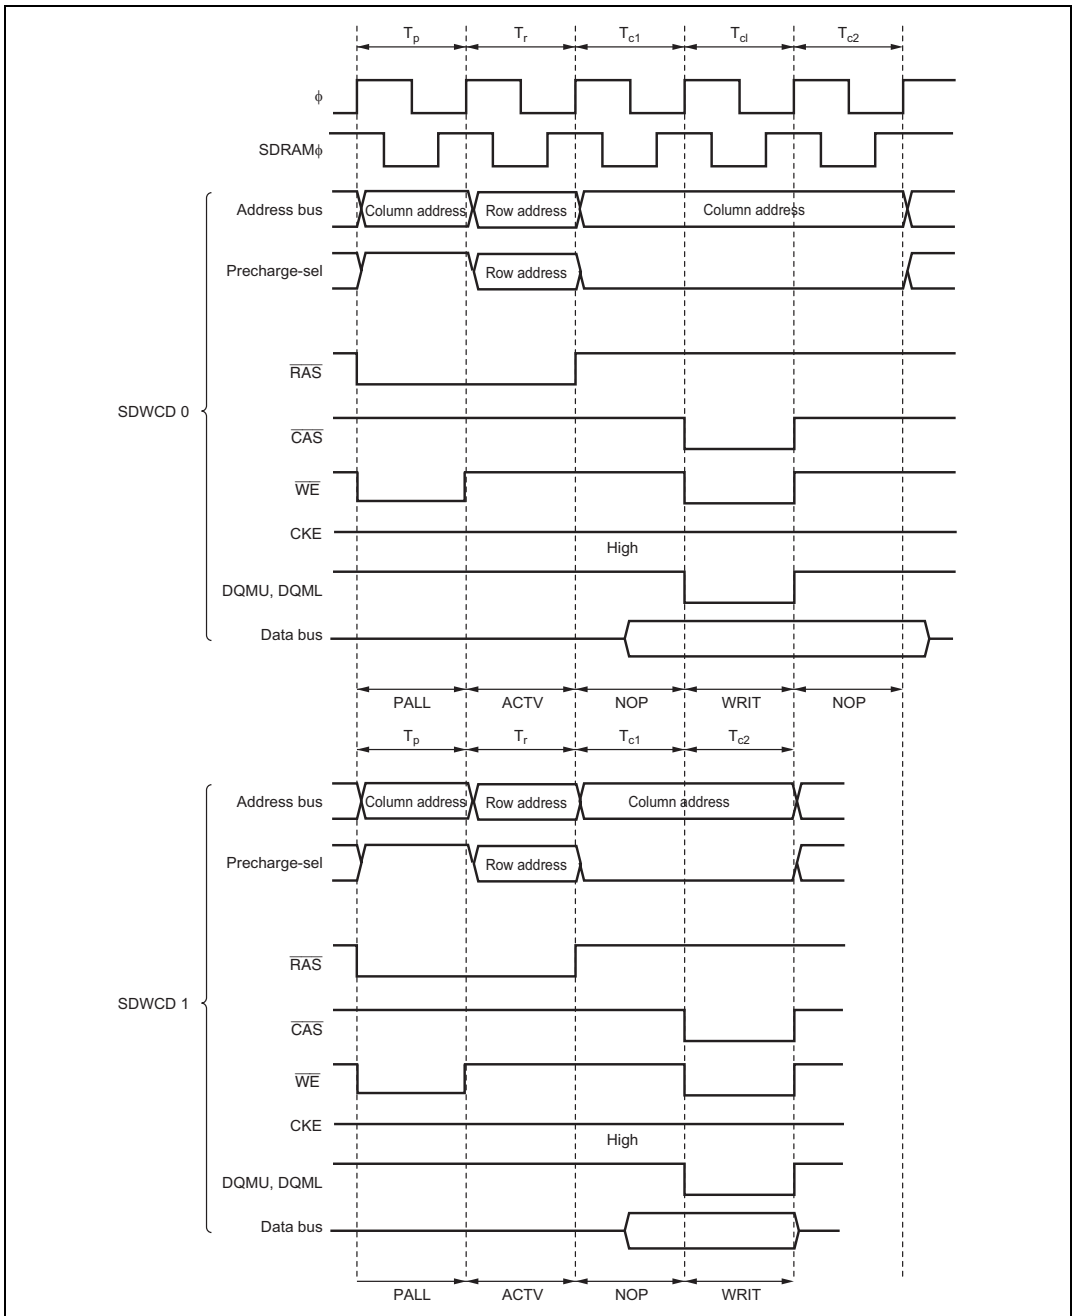 Tp Tr Tc1 Tcl Tc2
ϕ
SDRAMϕ
Address bus Column address Row address Column address
Precharge-sel Row address
RAS
SDWCD 0
CAS
WE
CKE
High
DQMU, DQML
Data bus
PALL ACTV NOP WRIT NOP
Tp Tr Tc1 Tc2
Address bus Column address Row address Column address
Precharge-sel Row address
RAS
SDWCD 1
CAS
WE
CKE
High
DQMU, DQML
Data bus
PALL ACTV NOP WRIT